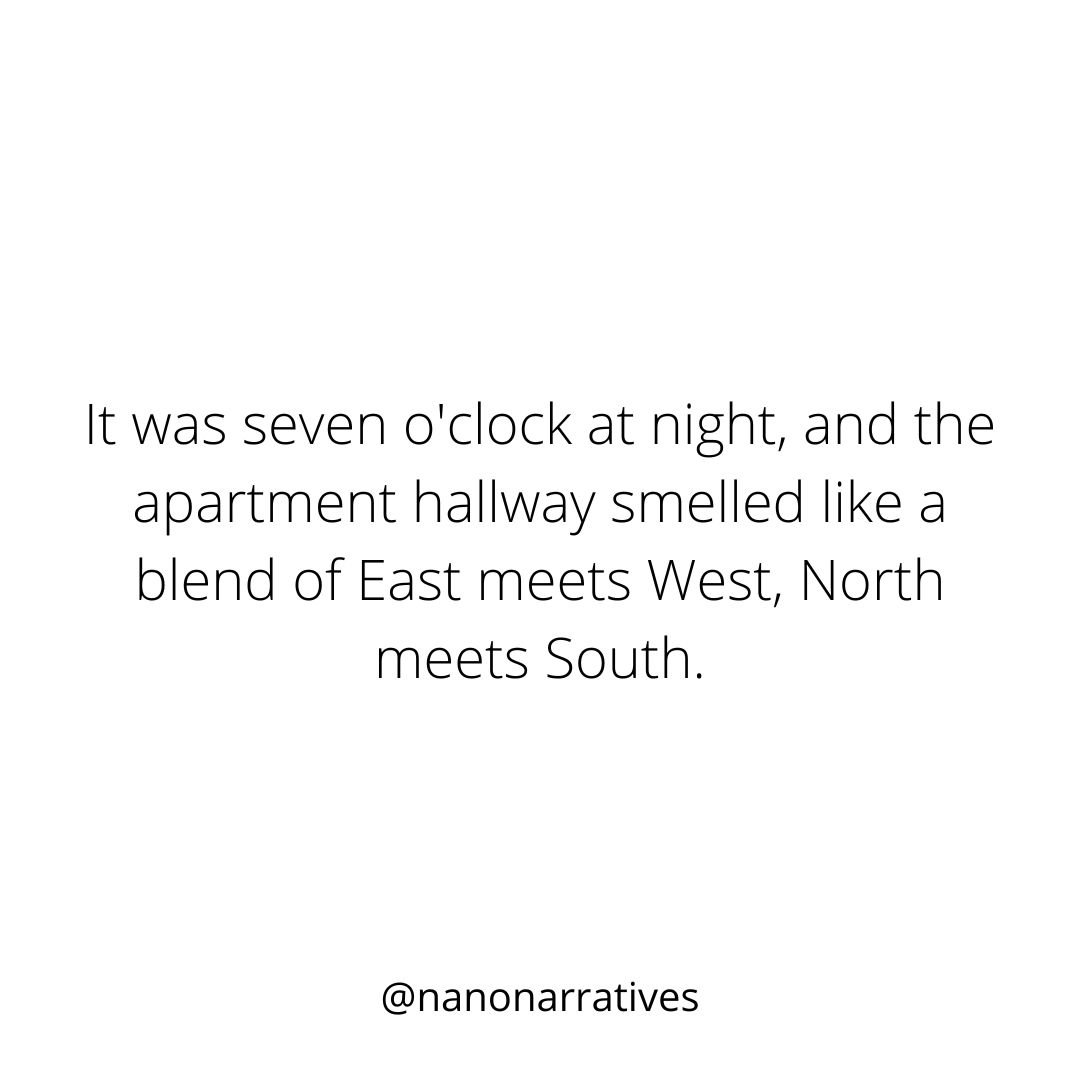 It was seven o'clock at night, and the
apartment hallway smelled like a
blend of East meets West, North
meets South.
@nanonarratives